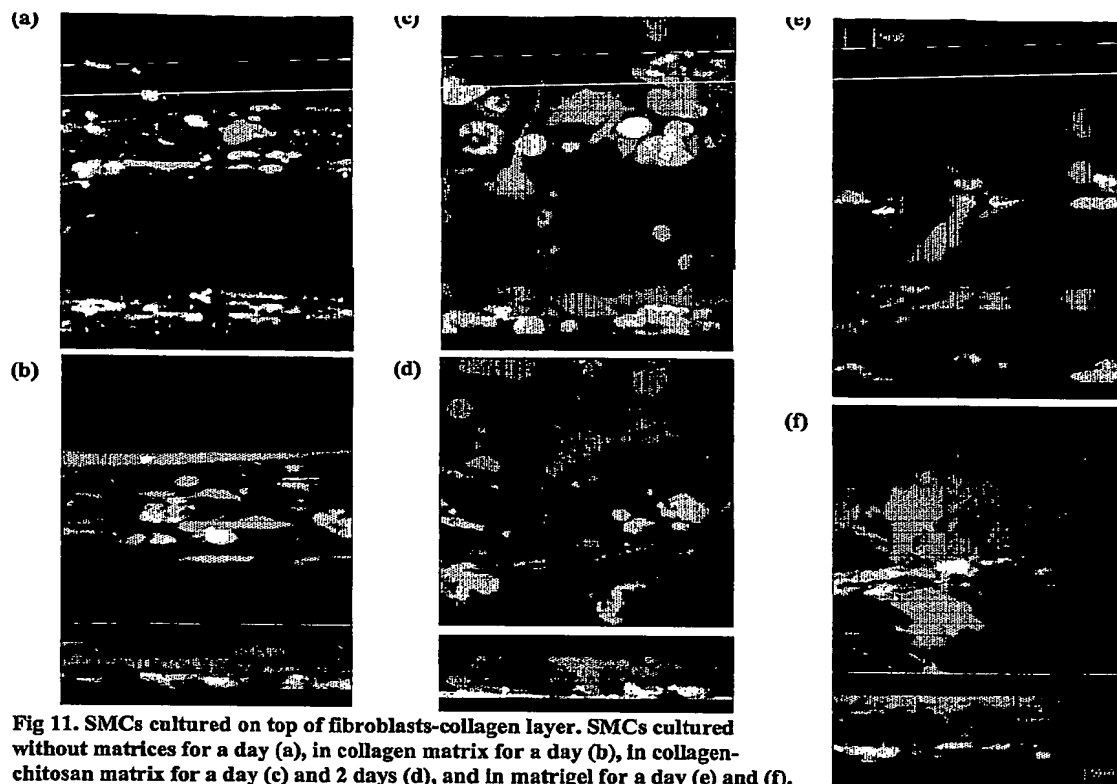 (a)
(c)
(e)
(b)
(d)
(f)
Fig 11. SMCs cultured on top of fibroblasts-collagen layer. SMCs cultured
without matrices for a day (a), in collagen matrix for a day (b), in collagen-
chitosan matrix for a day (c) and 2 days (d), and in matrigel for a day (e) and (f).